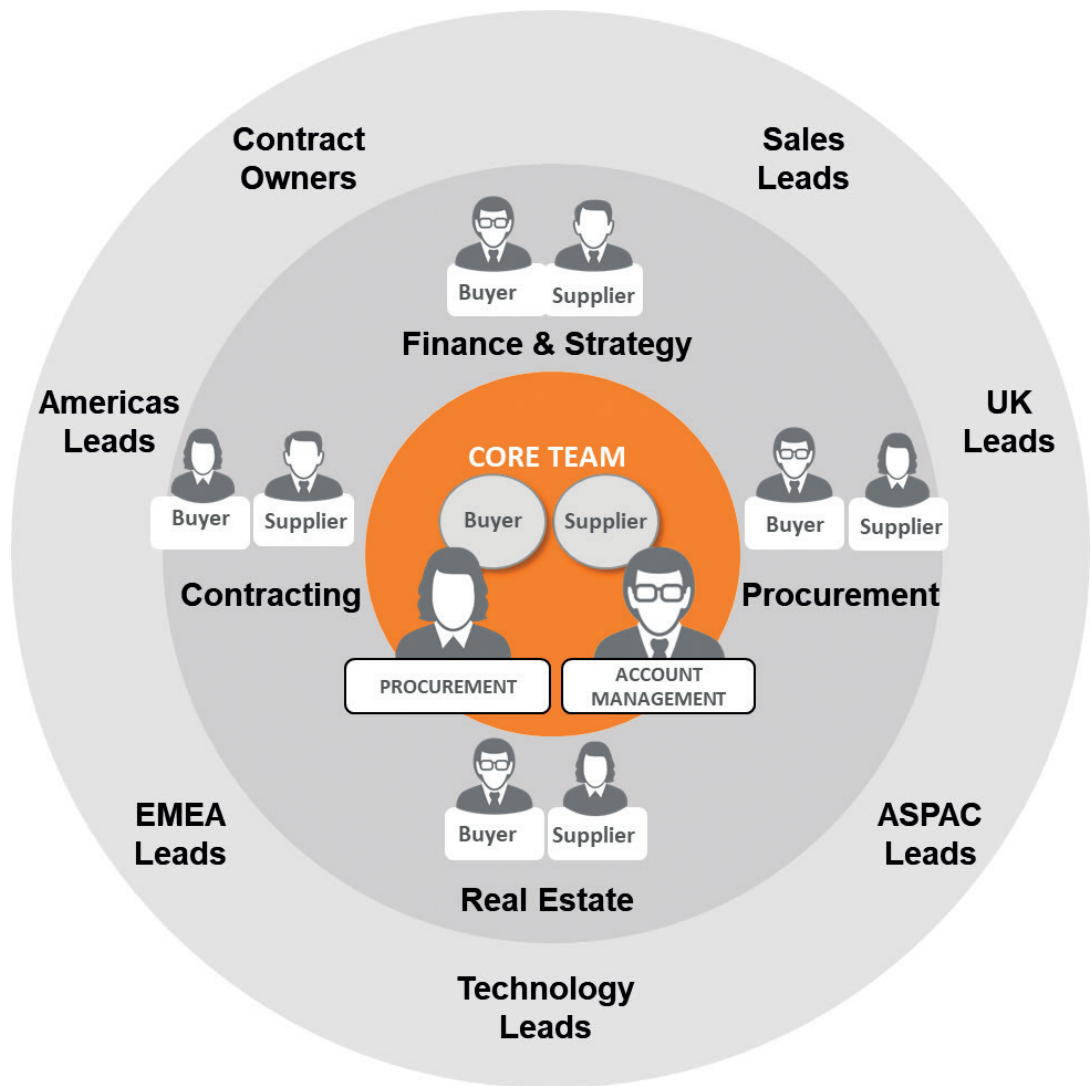 Contract
Owners
Sales
Leads
Buyer
Supplier
Finance & Strategy
Americas
Leads
UK
Leads
Buyer
Supplier
Contracting
CORE TEAM
Buyer
Supplier
Buyer
Supplier
Procurement
PROCUREMENT
ACCOUNT
MANAGEMENT
Buyer
Supplier
Real Estate
EMEA
Leads
ASPAC
Leads
Technology
Leads